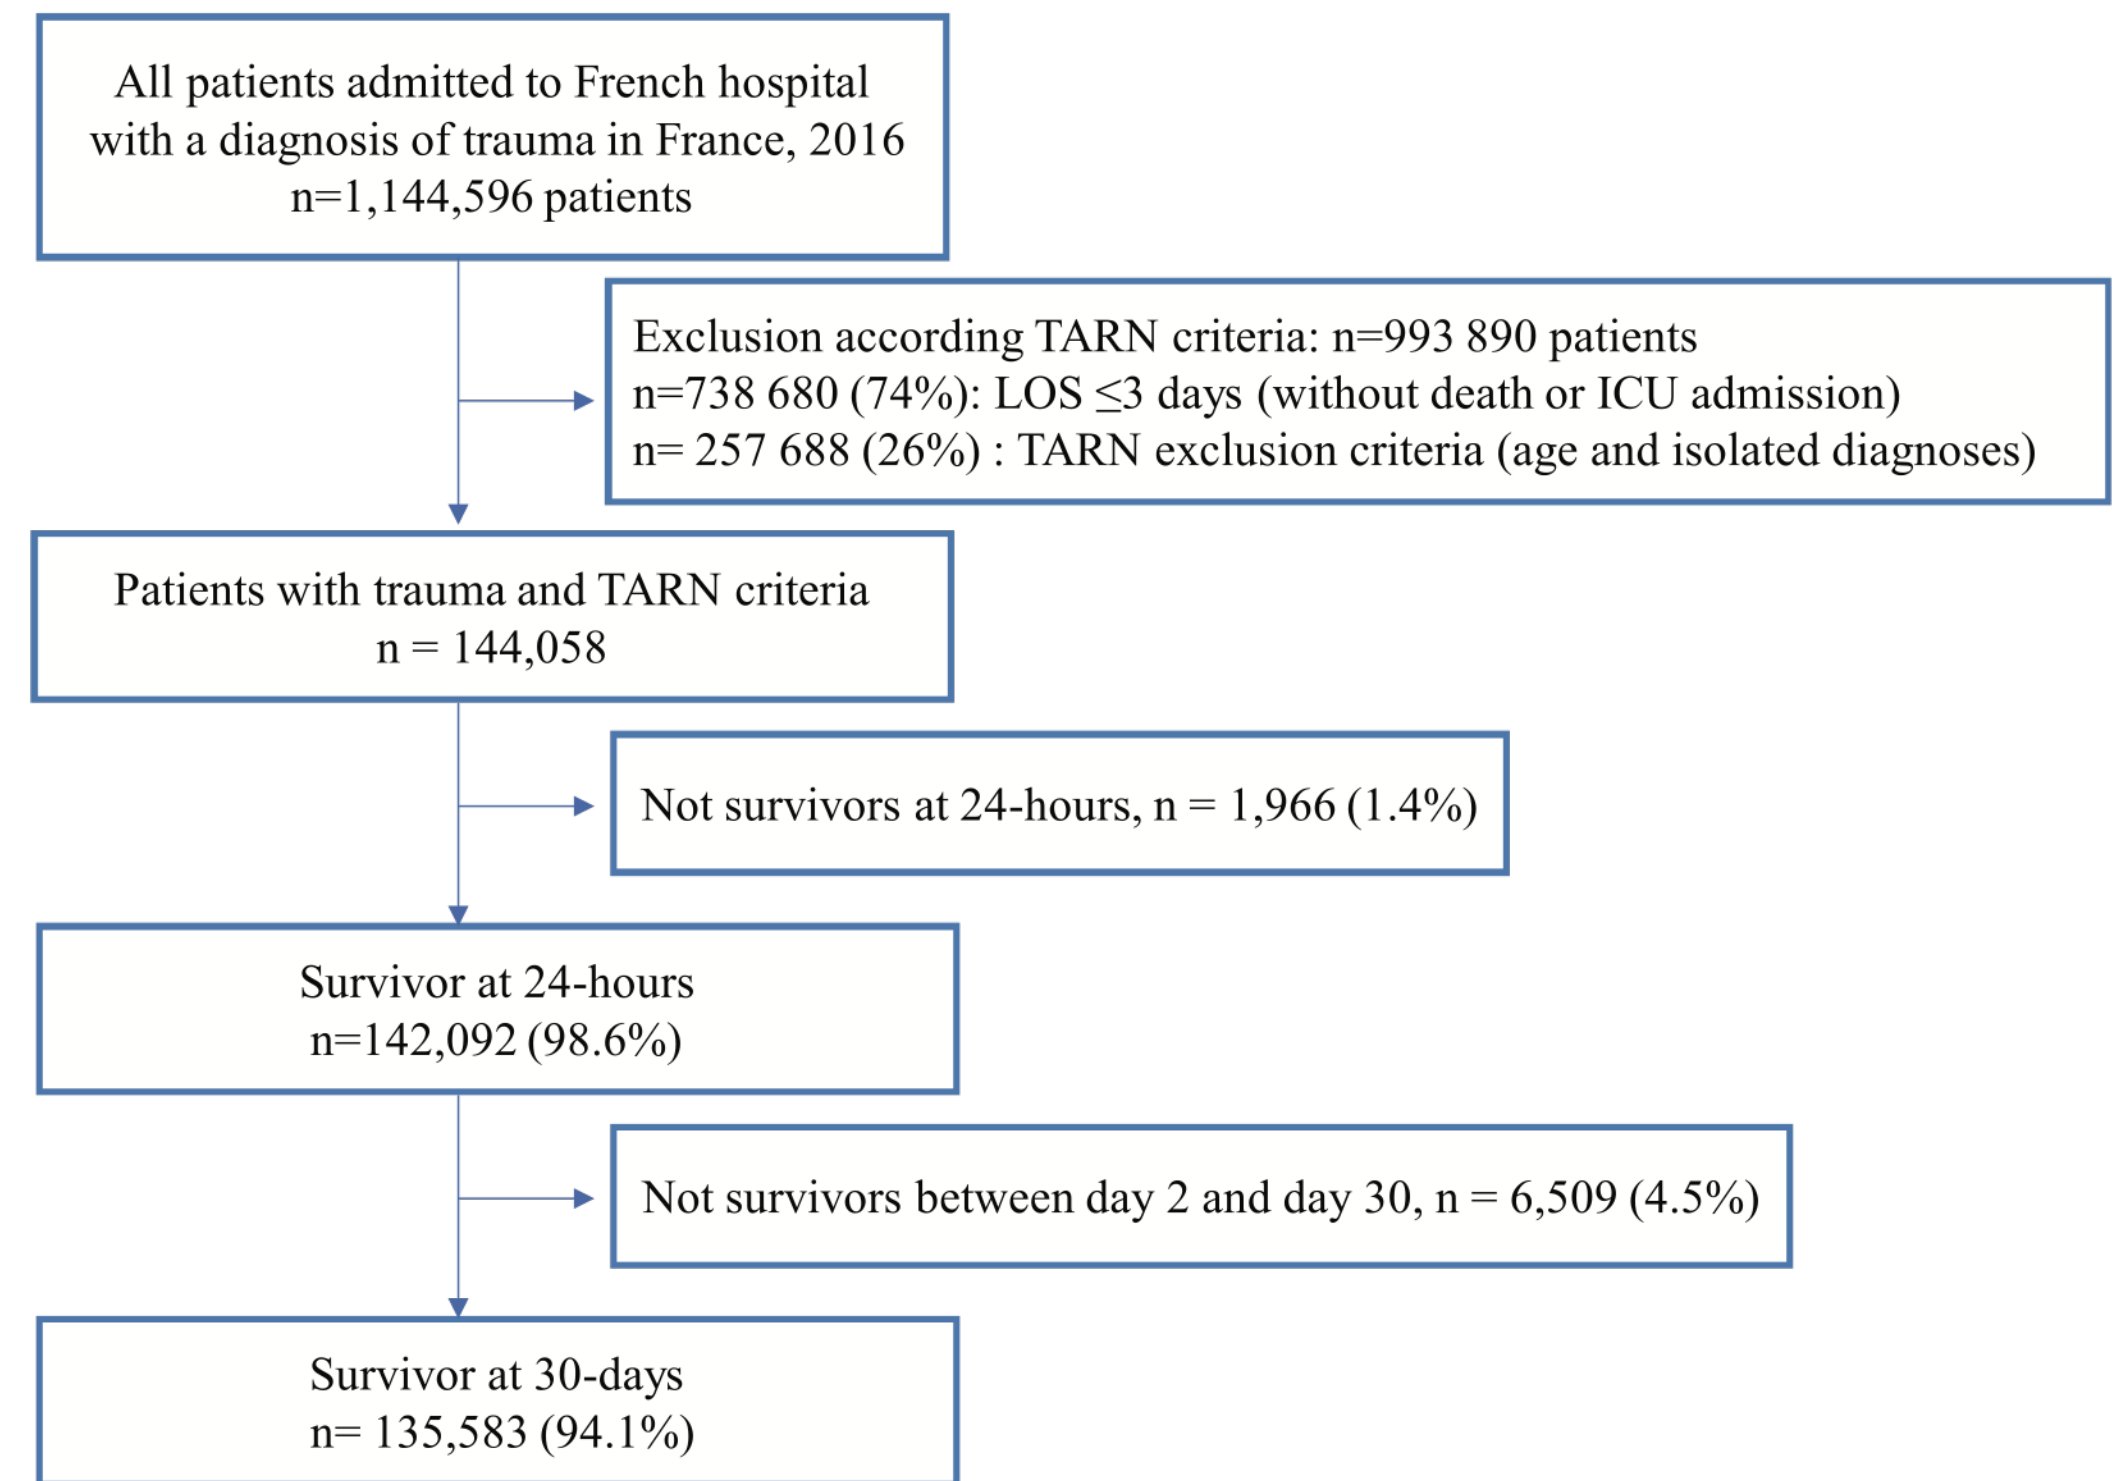 All patients admitted to French hospital
with a diagnosis of trauma in France, 2016
n=1,144,596 patients
Exclusion according TARN criteria: n=993 890 patients
n=738 680 (74%): LOS ≤3 days (without death or ICU admission)
n= 257 688 (26%) : TARN exclusion criteria (age and isolated diagnoses)
Patients with trauma and TARN criteria
n = 144,058
Not survivors at 24-hours, n = 1,966 (1.4%)
Survivor at 24-hours
n=142,092 (98.6%)
Not survivors between day 2 and day 30, n = 6,509 (4.5%)
Survivor at 30-days
n= 135,583 (94.1%)